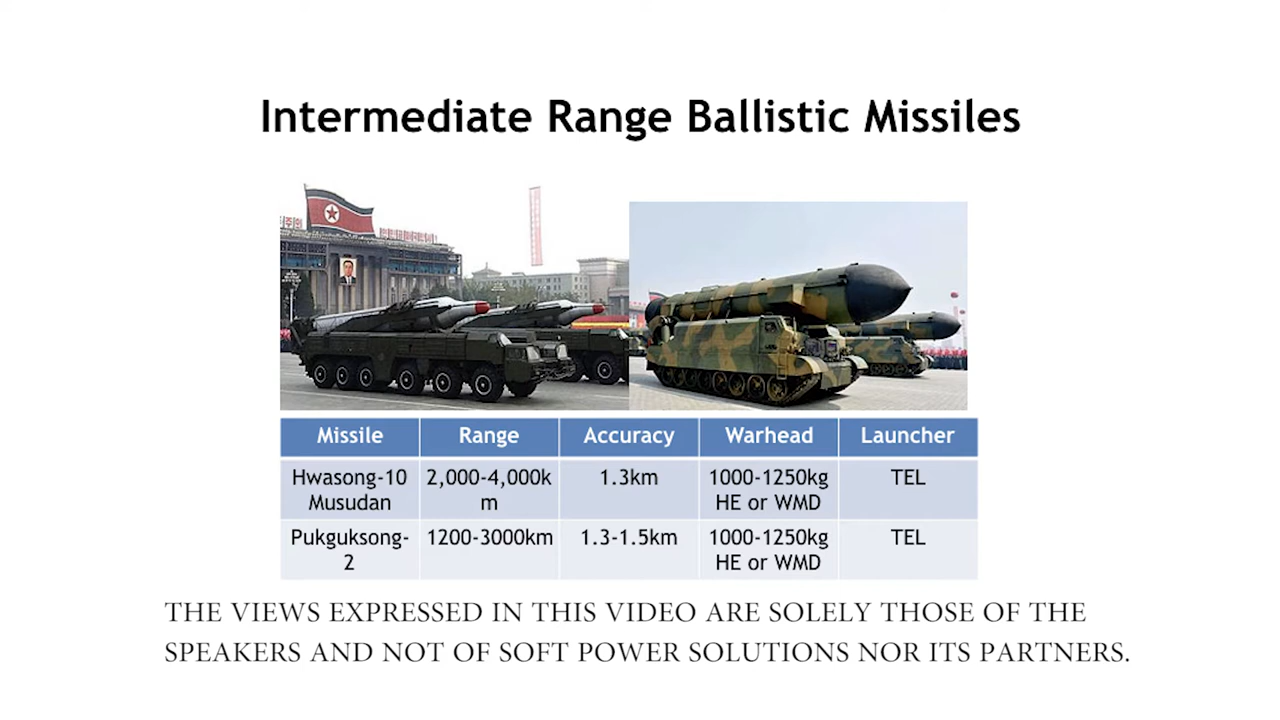 Intermediate Range Ballistic Missiles
Missile Range Accuracy Warhead Launcher
Hwasong-10
Musudan
2,000-4,000k
m
1.3km
1000-1250kg
HE or WMD
TEL
Pukguksong-
2
1200-3000km
1.3-1.5km
1000-1250kg
HE or WMD
TEL
THE VIEWS EXPRESSED IN THIS VIDEO ARE SOLELY THOSE OF THE
SPEAKERS AND NOT OF SOFT POWER SOLUTIONS NOR ITS PARTNERS.